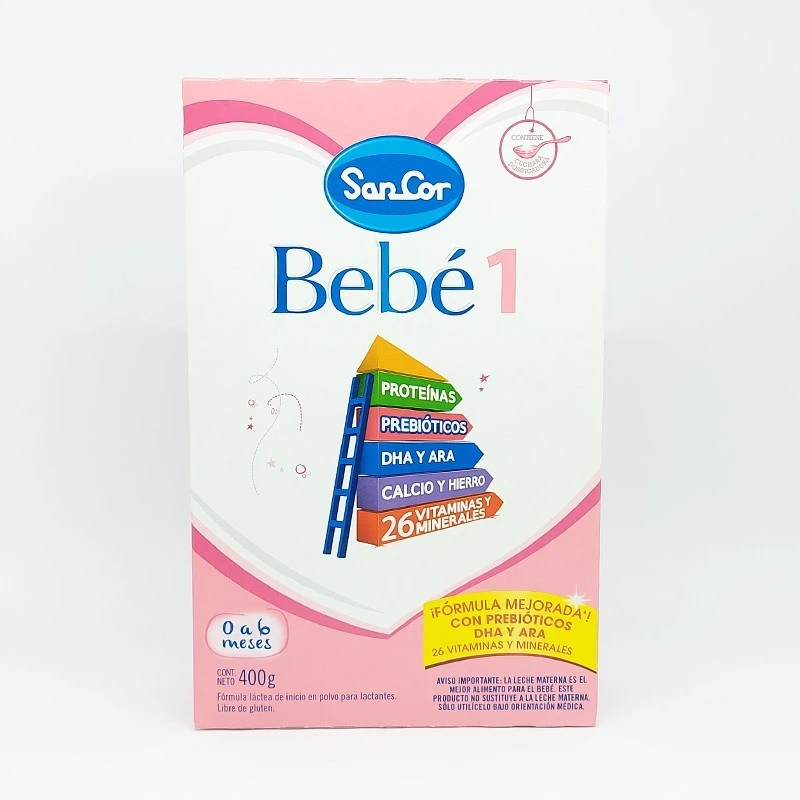 CONTIENE
CUCHARA
DOSIFICADORA
SanCor
Bebé 1
PROTEÍNAS
PREBIÓTICOS
DHA Y ARA
CALCIO Y HIERRO
26 VITAMINAS Y
MINERALES
0 a 6
meses
¡FÓRMULA MEJORADA*!
CON PREBIÓTICOS
DHA Y ARA
26 VITAMINAS Y MINERALES
CONT.
NETO 400g
Fórmula láctea de inicio en polvo para lactantes.
Libre de gluten.
AVISO IMPORTANTE: LA LECHE MATERNA ES EL
MEJOR ALIMENTO PARA EL BEBÉ. ESTE
PRODUCTO NO SUSTITUYE A LA LECHE MATERNA,
SÓLO UTILÍCELO BAJO ORIENTACIÓN MÉDICA.